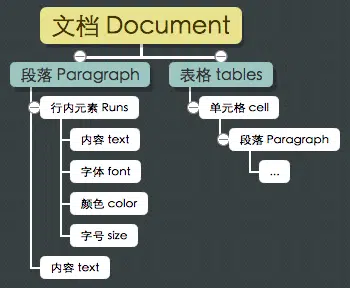 文档 Document
段落 Paragraph
表格 tables
行内元素 Runs
单元格 cell
内容 text
段落 Paragraph
字体 font
...
颜色 color
字号 size
内容 text